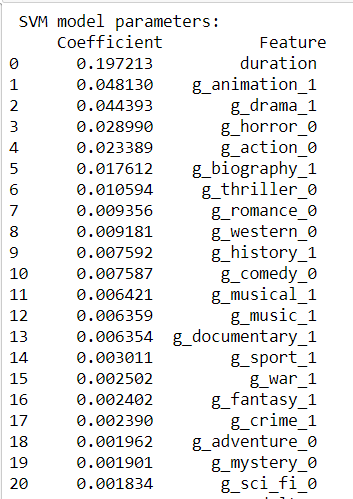 SVM model parameters:
Coefficient Feature
0 0.197213 duration
1 0.048130 g_animation_1
2 0.044393 g_drama_1
3 0.028990 g_horror_0
4 0.023389 g_action_0
5 0.017612 g_biography_1
6 0.010594 g_thriller_0
7 0.009356 g_romance_0
8 0.009181 g_western_0
9 0.007592 g_history_1
10 0.007587 g_comedy_0
11 0.006421 g_musical_1
12 0.006359 g_music_1
13 0.006354 g_documentary_1
14 0.003011 g_sport_1
15 0.002502 g_war_1
16 0.002402 g_fantasy_1
17 0.002390 g_crime_1
18 0.001962 g_adventure_0
19 0.001901 g_mystery_0
20 0.001834 g_sci_fi_0